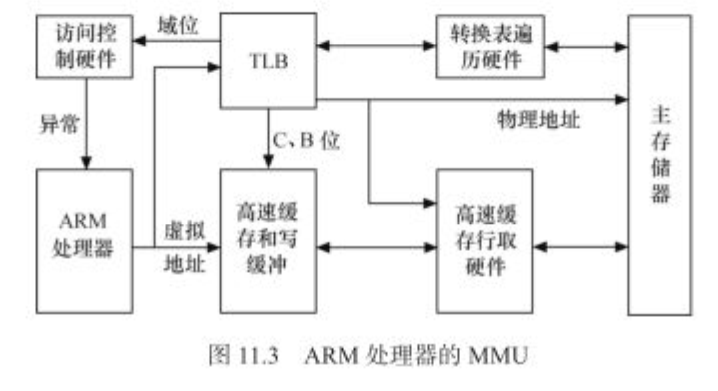 访问控
制硬件
域位
TLB
转换表遍
历硬件
主
存
储
器
异常
C、B 位
物理地址
ARM
处理器
虚拟
地址
高速缓
存和写
缓冲
高速缓
存行取
硬件
图 11.3 ARM 处理器的 MMU